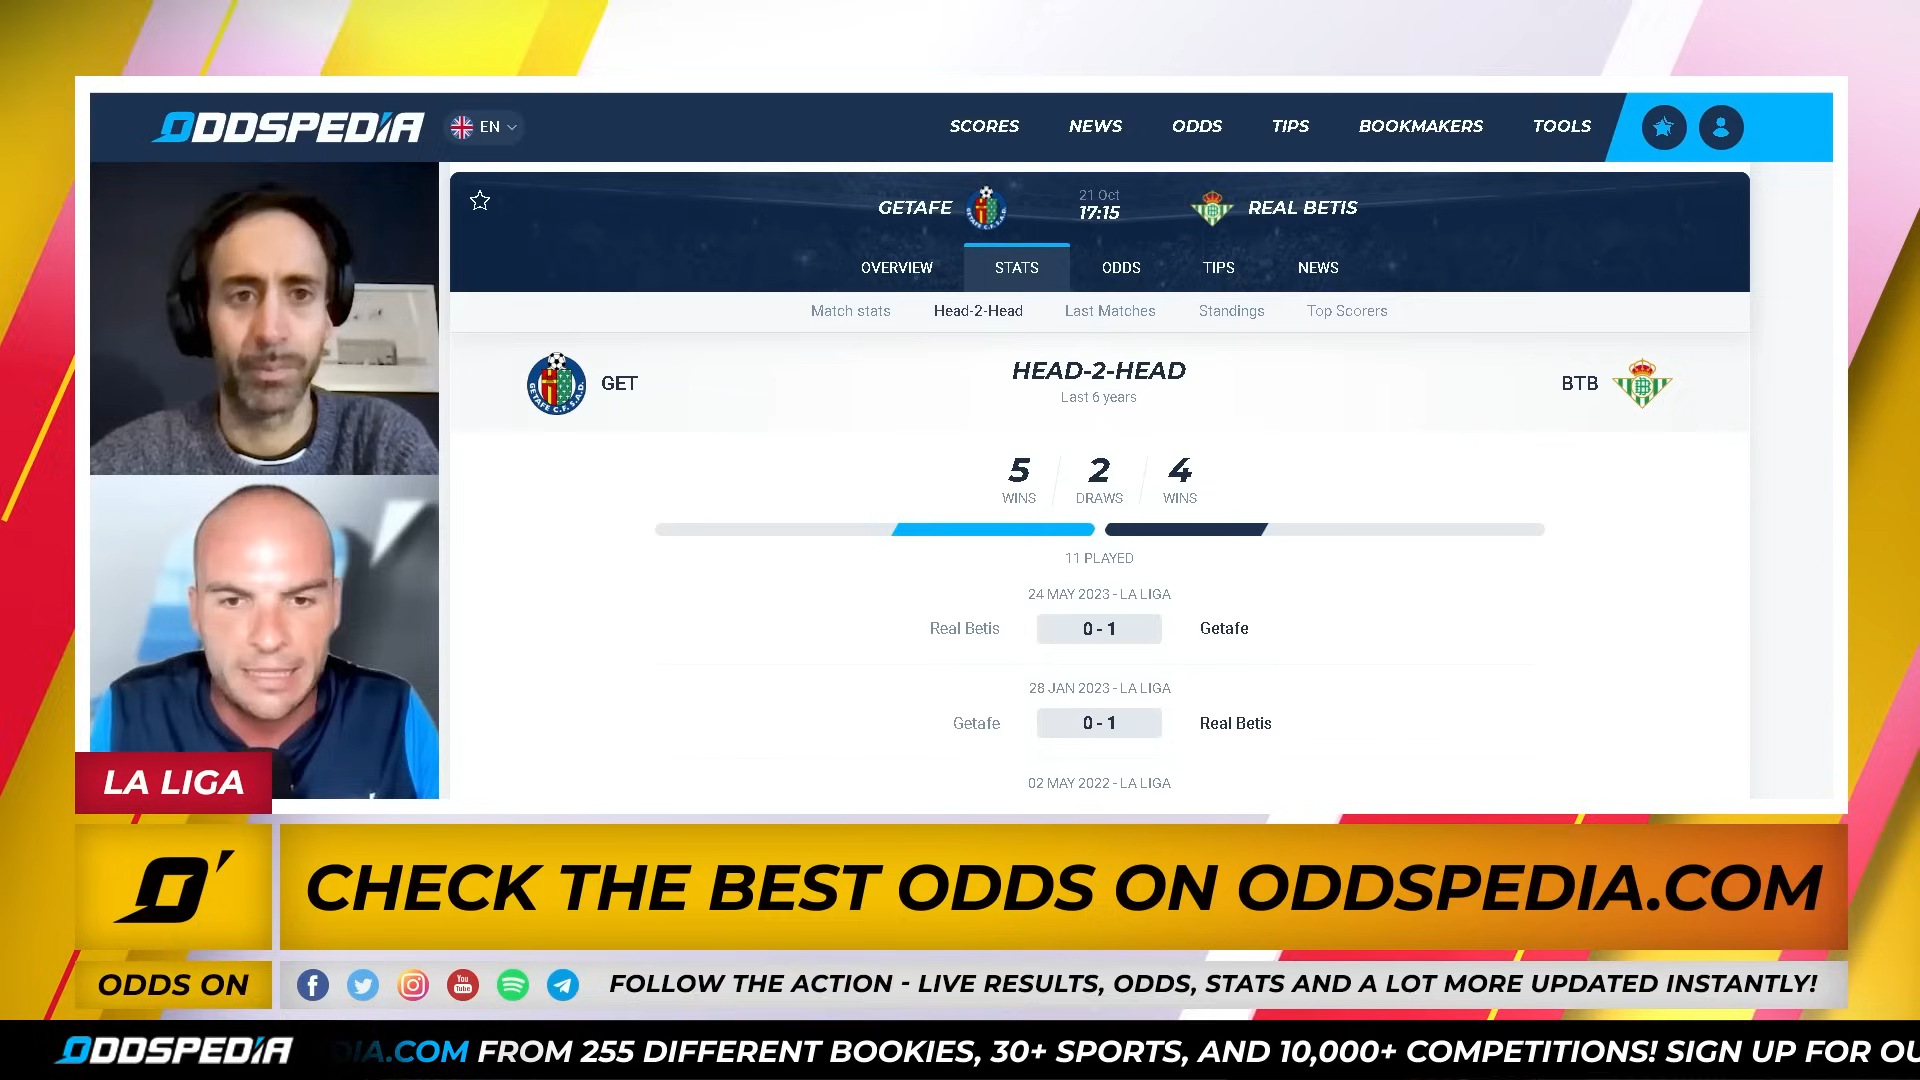 ODDSPEDIA
EN
SCORES NEWS ODDS TIPS BOOKMAKERS TOOLS
GETAFE
21 Oct
17:15
REAL BETIS
OVERVIEW STATS ODDS TIPS NEWS
Match stats Head-2-Head Last Matches Standings Top Scorers
GET
HEAD-2-HEAD
Last 6 years
BTB
5 2 4
WINS DRAWS WINS
11 PLAYED
24 MAY 2023 - LA LIGA
Real Betis 0 - 1 Getafe
28 JAN 2023 - LA LIGA
Getafe 0 - 1 Real Betis
02 MAY 2022 - LA LIGA
LA LIGA
O'
CHECK THE BEST ODDS ON ODDSPEDIA.COM
ODDS ON
You Tube
FOLLOW THE ACTION - LIVE RESULTS, ODDS, STATS AND A LOT MORE UPDATED INSTANTLY!
ODDSPEDIA
DIA.COM FROM 255 DIFFERENT BOOKIES, 30+ SPORTS, AND 10,000+ COMPETITIONS! SIGN UP FOR OU